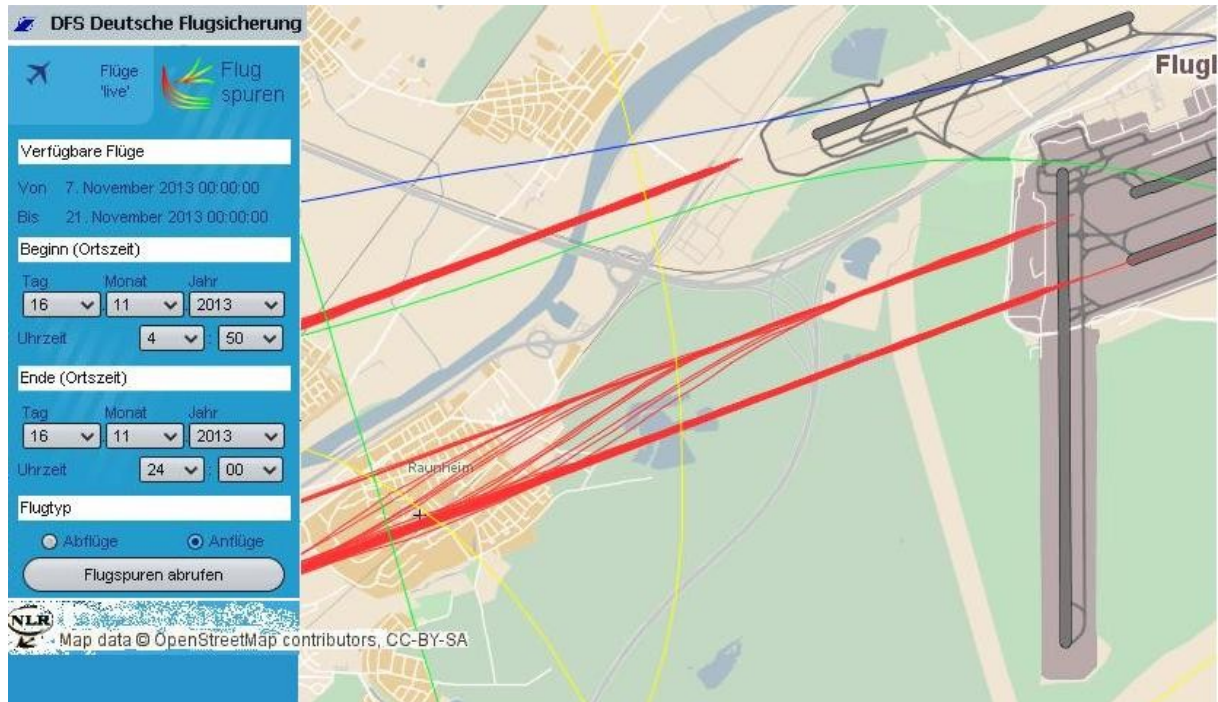 DFS Deutsche Flugsicherung
Flüge
'live'
Flug
spuren
Verfügbare Flüge
Von 7. November 2013 00:00:00
Bis 21. November 2013 00:00:00
Beginn (Ortszeit)
Tag Monat Jahr
16 11 2013
Uhrzeit 4 : 50
Ende (Ortszeit)
Tag Monat Jahr
16 11 2013
Uhrzeit 24 : 00
Flugtyp
Abflüge Anflüge
Flugspuren abrufen
NLR
Map data © OpenStreetMap contributors, CC-BY-SA
Raunheim
Flugl